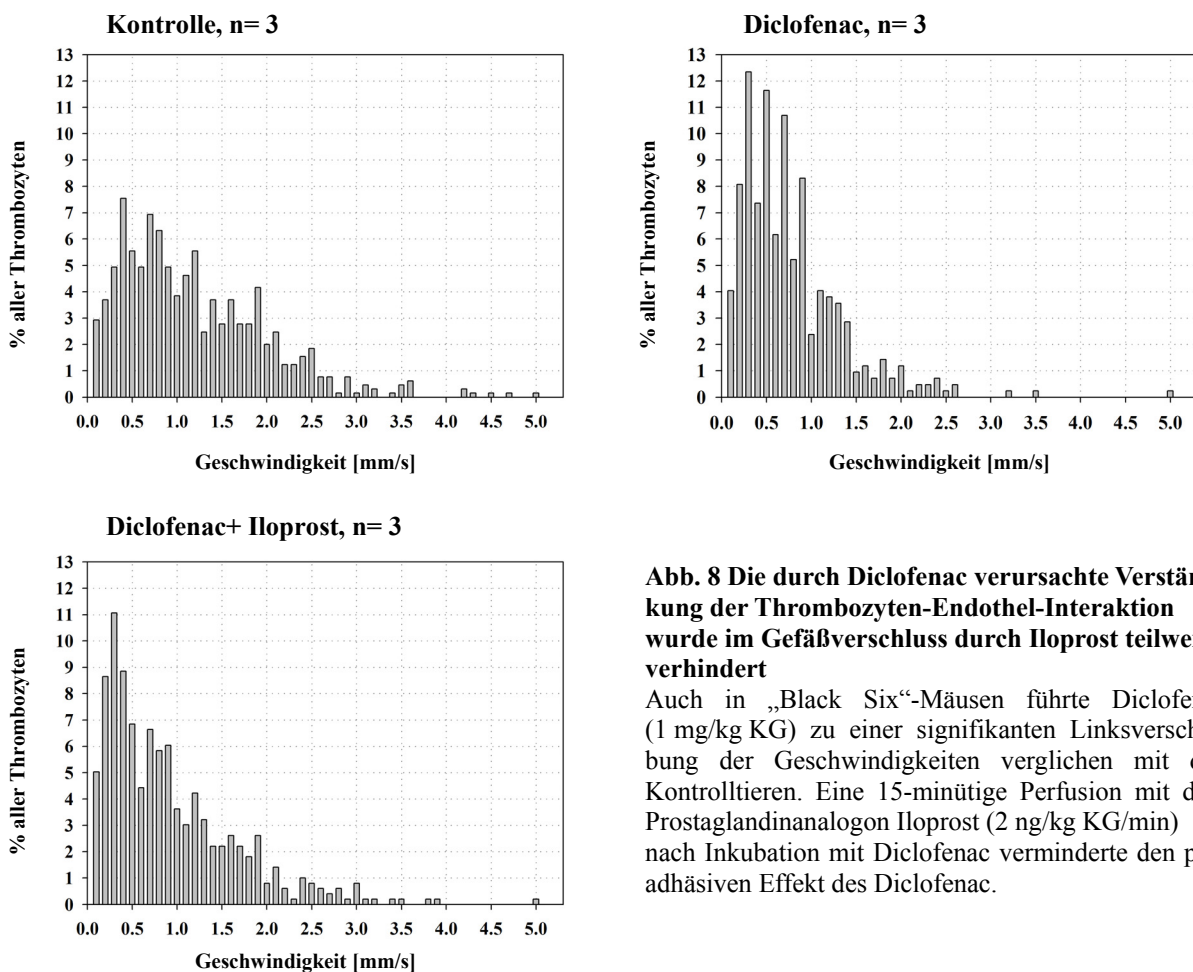 Kontrolle, n= 3
13
12
11
10
9
8
7
6
5
4
3
2
1
0
% aller Thrombozyten
0.0 0.5 1.0 1.5 2.0 2.5 3.0 3.5 4.0 4.5 5.0
Geschwindigkeit [mm/s]
Diclofenac, n= 3
13
12
11
10
9
8
7
6
5
4
3
2
1
0
% aller Thrombozyten
0.0 0.5 1.0 1.5 2.0 2.5 3.0 3.5 4.0 4.5 5.0
Geschwindigkeit [mm/s]
Diclofenac+ Iloprost, n= 3
13
12
11
10
9
8
7
6
5
4
3
2
1
0
% aller Thrombozyten
0.0 0.5 1.0 1.5 2.0 2.5 3.0 3.5 4.0 4.5 5.0
Geschwindigkeit [mm/s]
Abb. 8 Die durch Diclofenac verursachte Verstär
kung der Thrombozyten-Endothel-Interaktion
wurde im Gefäßverschluss durch Iloprost teilwe
verhindert
Auch in „Black Six“-Mäusen führte Diclofe
(1 mg/kg KG) zu einer signifikanten Linksversch
bung der Geschwindigkeiten verglichen mit
Kontrolltieren. Eine 15-minütige Perfusion mit d
Prostaglandinanalogon Iloprost (2 ng/kg KG/min)
nach Inkubation mit Diclofenac verminderte den p
adhäsiven Effekt des Diclofenac.